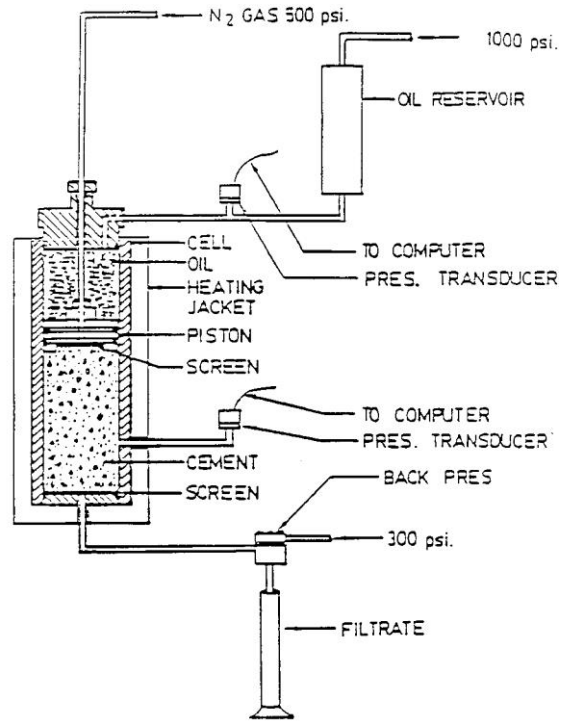 N2 GAS 500 psi.
1000 psi.
OIL RESERVOIR
TO COMPUTER
PRES. TRANSDUCER
CELL
OIL
HEATING
JACKET
PISTON
SCREEN
TO COMPUTER
PRES. TRANSDUCER
CEMENT
SCREEN
BACK PRES
300 psi.
FILTRATE